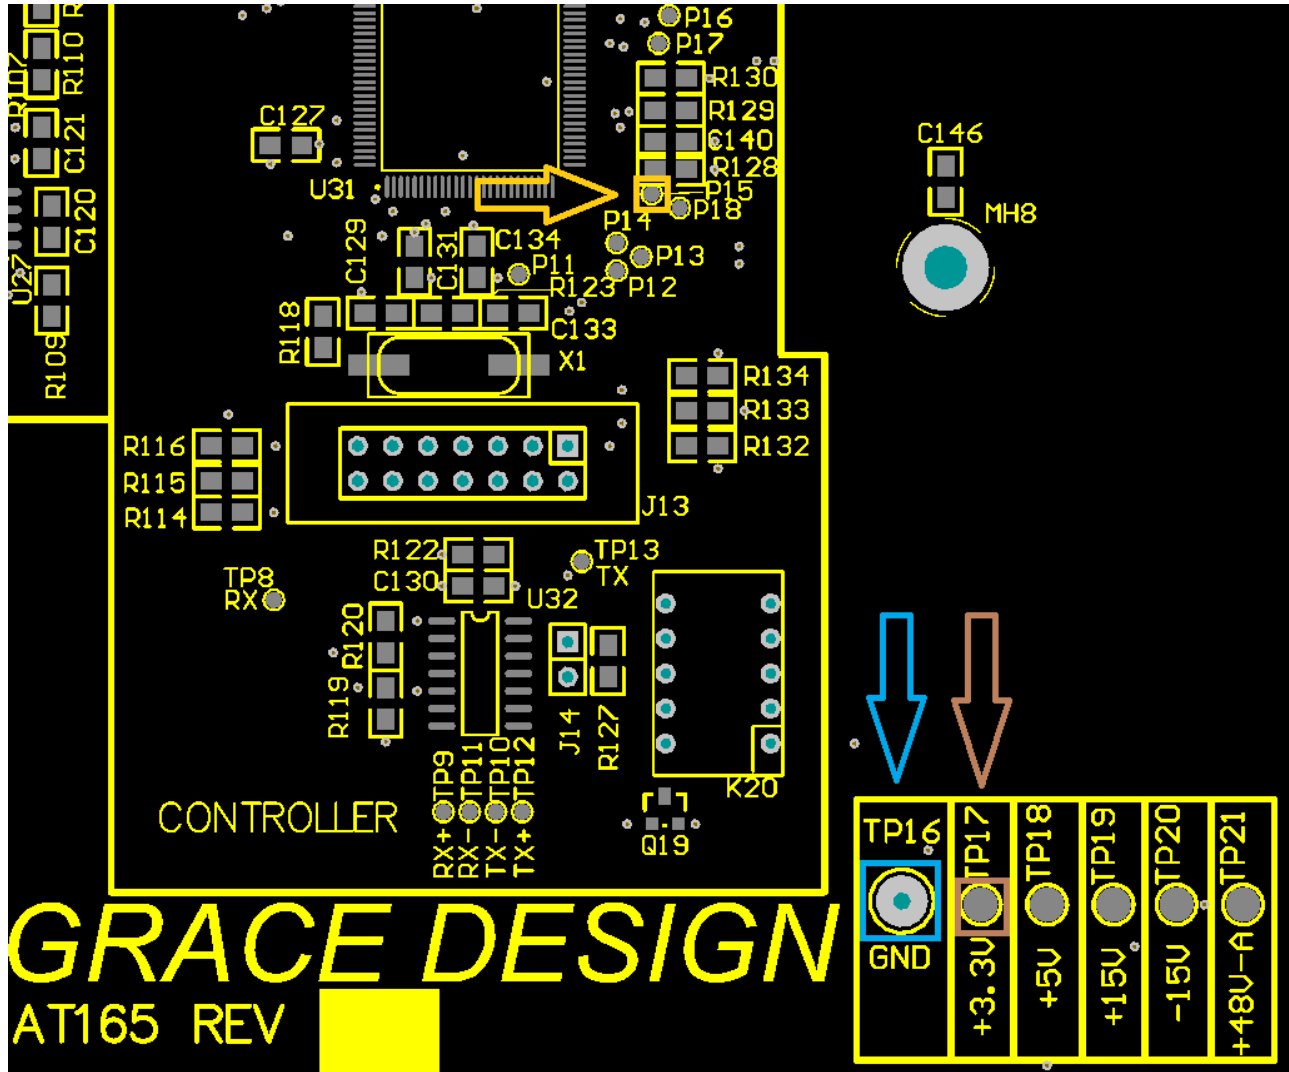 P16
P17
R110
R107
R130
R129
C127
C121
C140
C146
R128
U31
P15
P18
MH8
C120
P14
C129
C131
C134
P13
P11
U27
R123
P12
R118
C133
X1
R109
R134
R133
R116
R132
R115
J13
R114
R122
TP13
TX
TP8
RX
C130
U32
R120
R119
J14
R127
K20
TP9
TP11
TP10
TP12
CONTROLLER
RX+
RX-
TX-
TX+
Q19
TP16
TP17
TP18
TP19
TP20
TP21
GND
+3.3V
+5V
+15V
-15V
+48V-A
GRACE DESIGN
AT165 REV